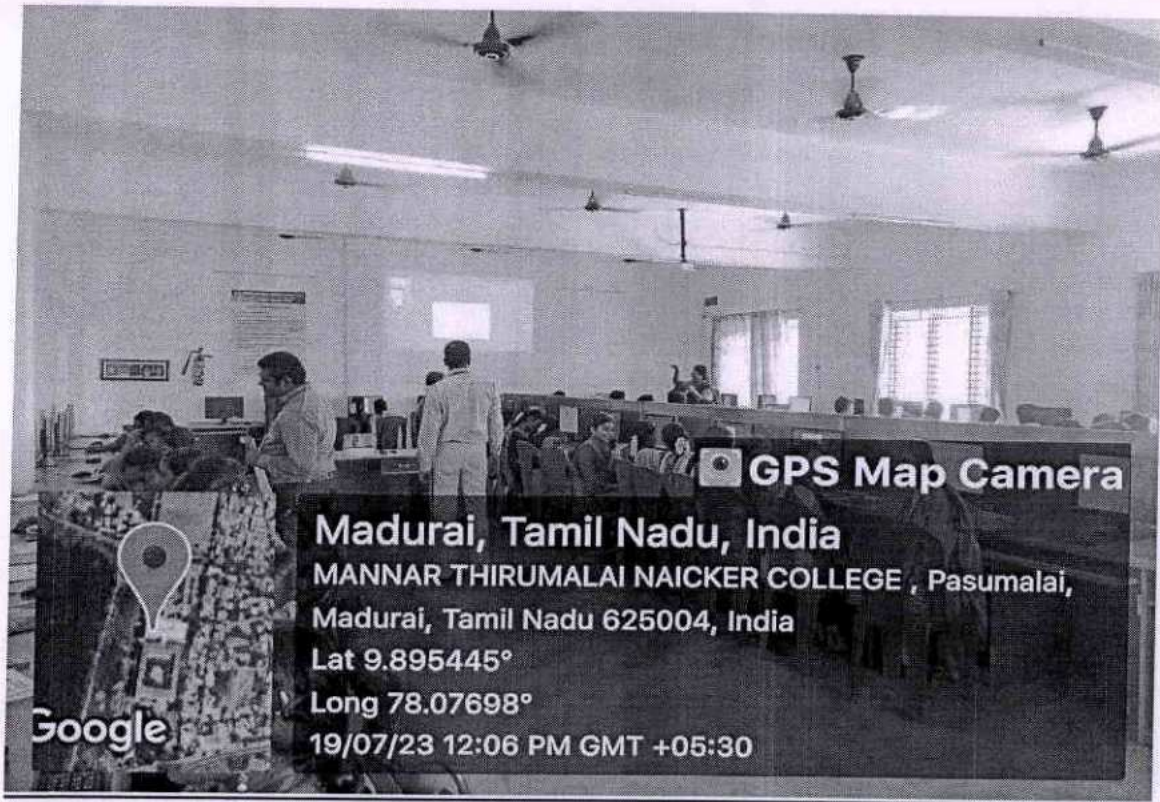 GPS Map Camera
Madurai, Tamil Nadu, India
MANNAR THIRUMALAI NAICKER COLLEGE , Pasumalai,
Madurai, Tamil Nadu 625004, India
Lat 9.895445°
Long 78.07698°
19/07/23 12:06 PM GMT +05:30
Google